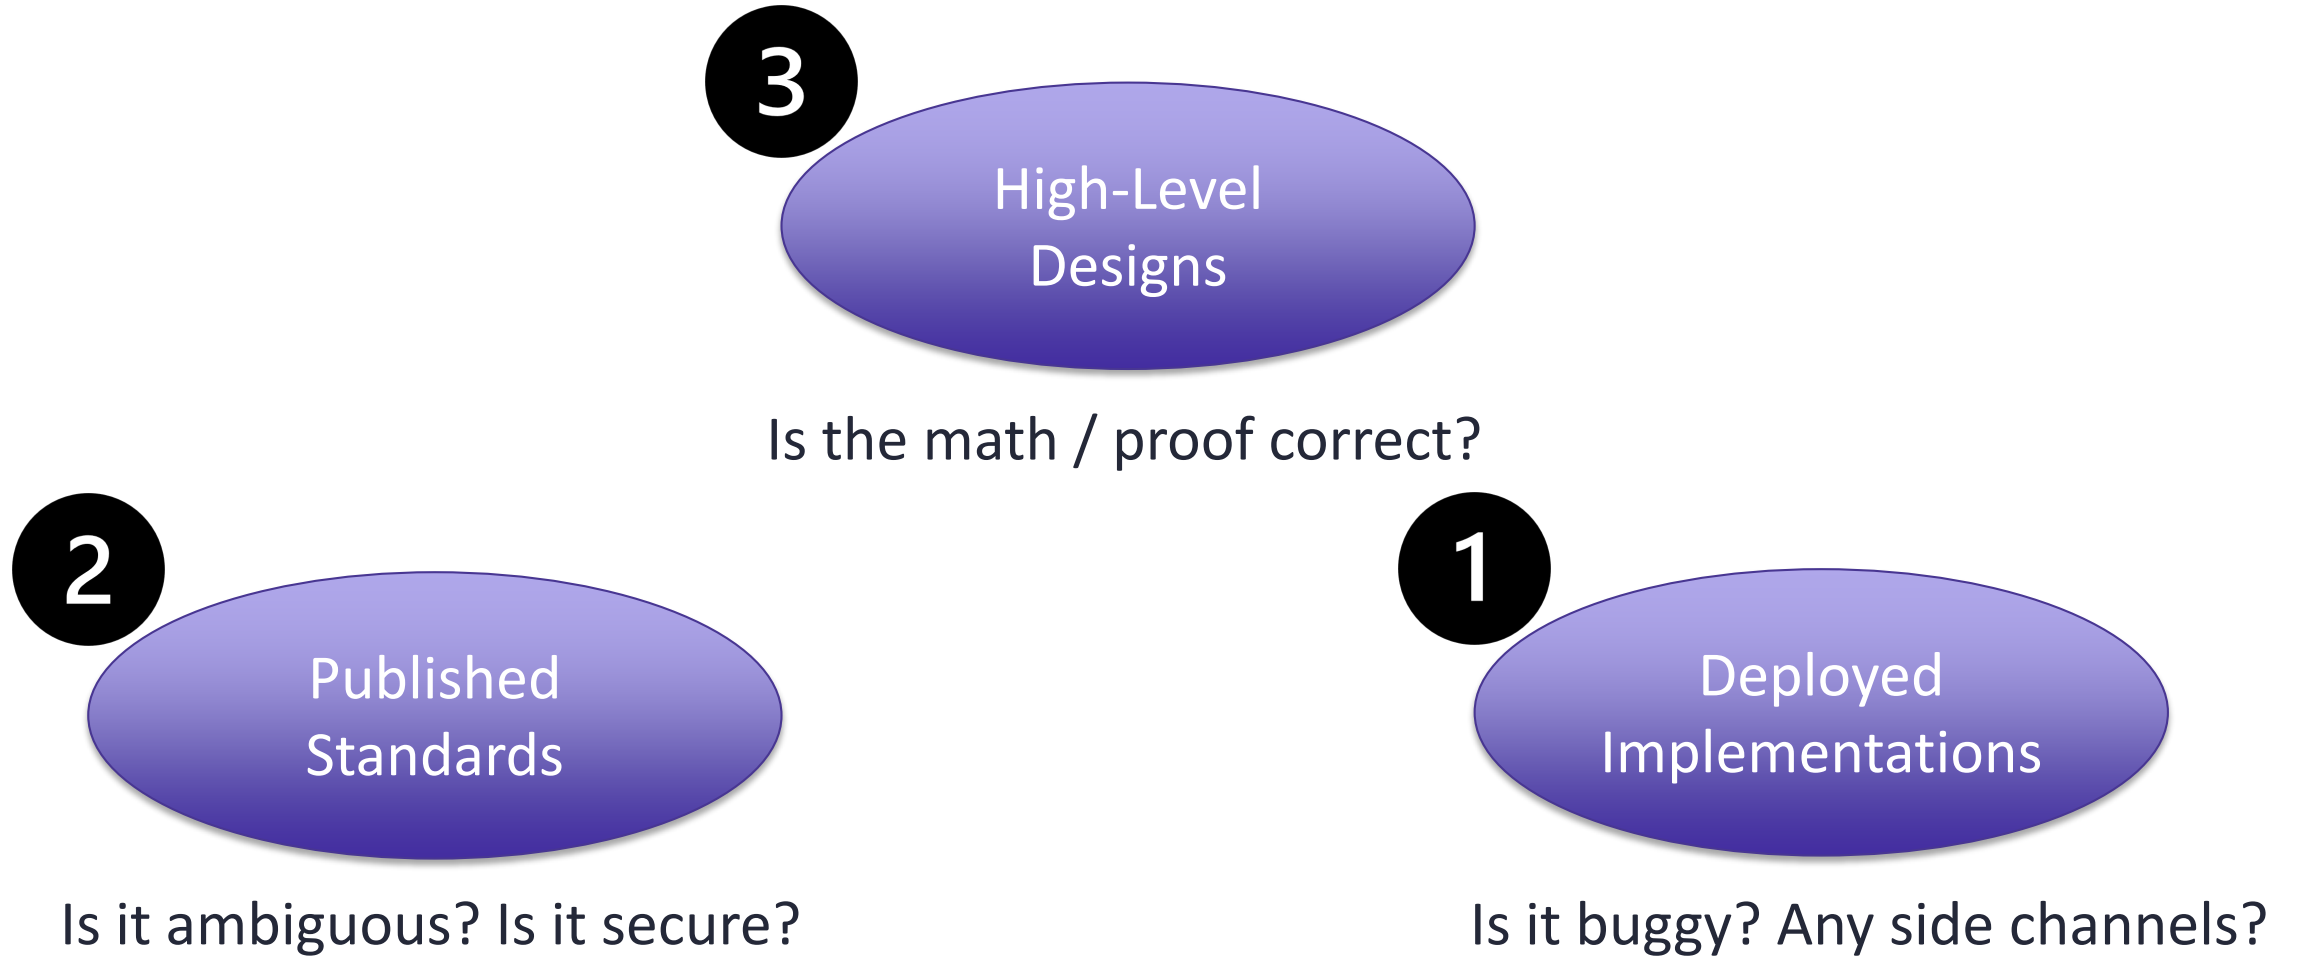 3
High-Level
Designs
Is the math / proof correct?
2
Published
Standards
Is it ambiguous? Is it secure?
1
Deployed
Implementations
Is it buggy? Any side channels?